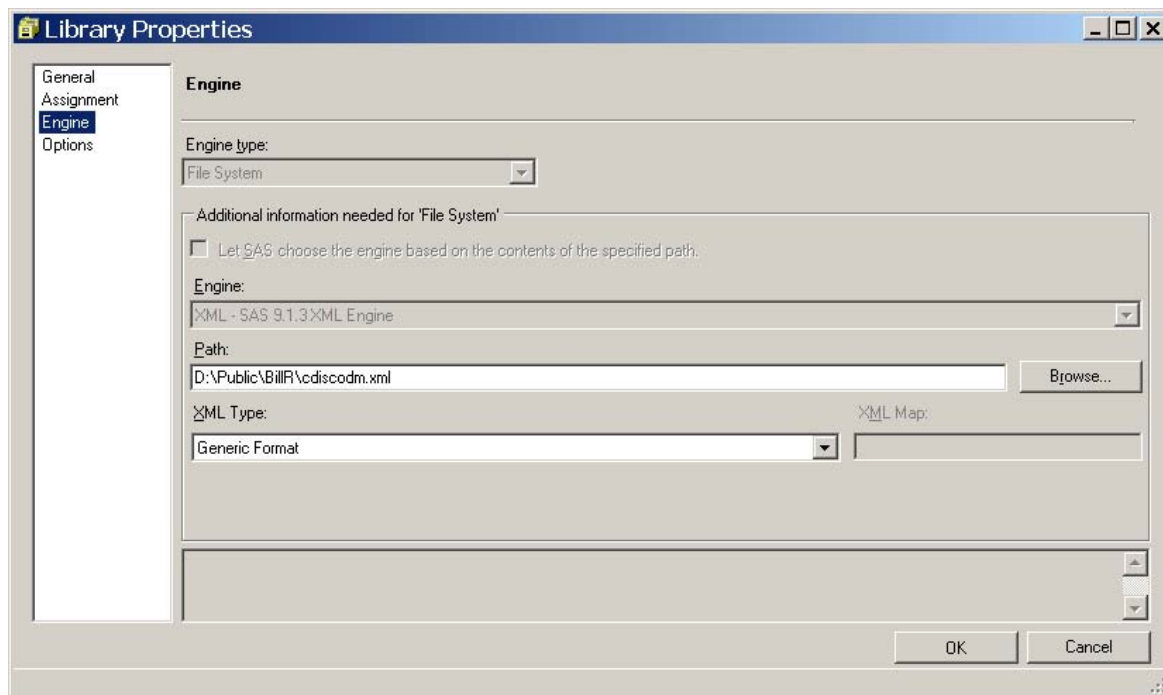 Library Properties
General
Assignment
Engine
Options
Engine
Engine type:
File System
Additional information needed for 'File System'
Let SAS choose the engine based on the contents of the specified path.
Engine:
XML - SAS 9.1.3 XML Engine
Path:
D:\Public\BillR\cdiscodm.xml
Browse...
XML Type:
XML Map:
Generic Format
OK
Cancel